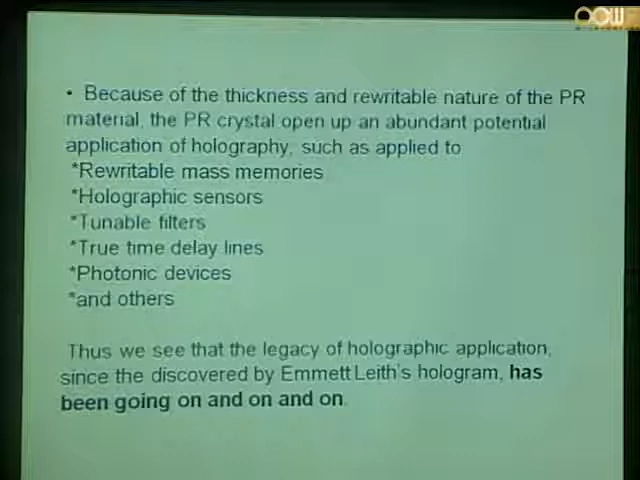 OCW
• Because of the thickness and rewritable nature of the PR
material, the PR crystal open up an abundant potential
application of holography, such as applied to
*Rewritable mass memories
*Holographic sensors
*Tunable filters
*True time delay lines
*Photonic devices
*and others
Thus we see that the legacy of holographic application,
since the discovered by Emmett Leith's hologram, has
been going on and on and on.